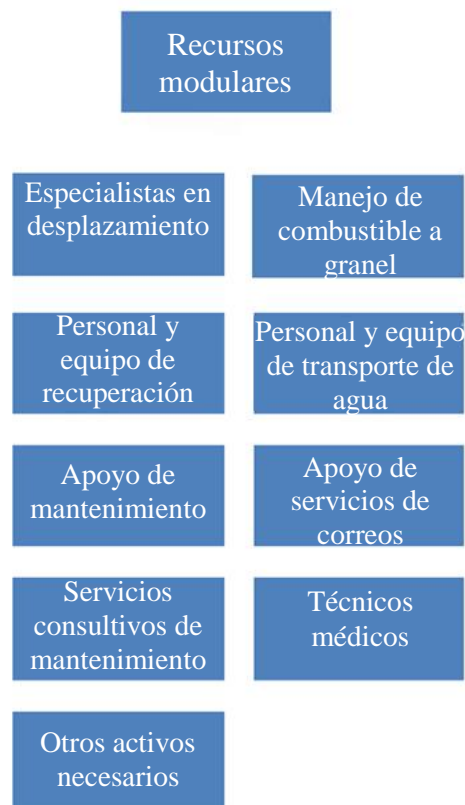 Recursos
modulares
Especialistas en
desplazamiento
Manejo de
combustible a
granel
Personal y
equipo de
recuperación
Personal y equipo
de transporte de
agua
Apoyo de
mantenimiento
Apoyo de
servicios de
correos
Servicios
consultivos de
mantenimiento
Técnicos
médicos
Otros activos
necesarios